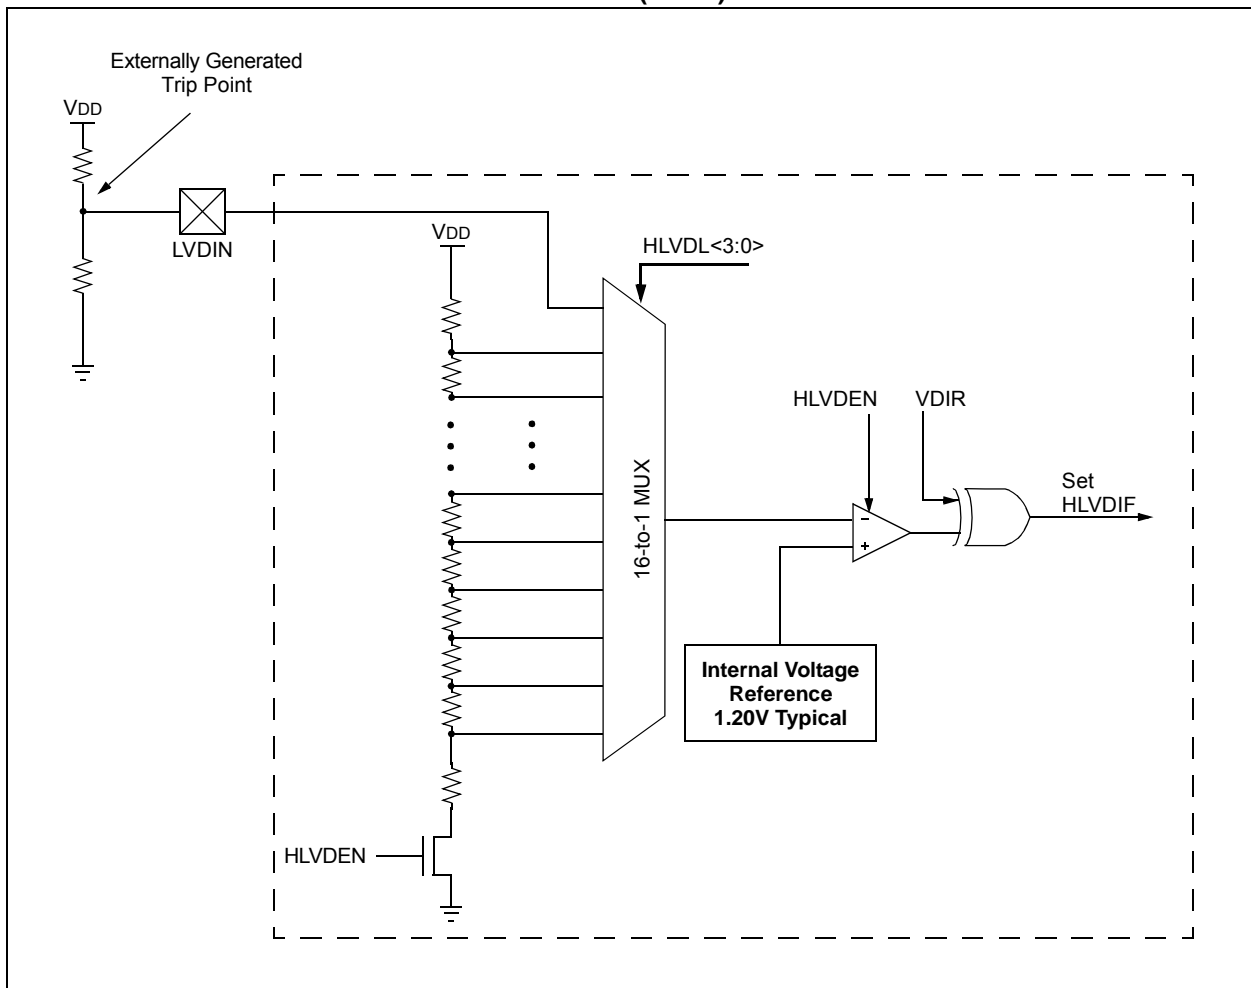 Externally Generated
Trip Point
VDD
LVDIN
VDD
HLVDL<3:0>
16-to-1 MUX
HLVDEN
VDIR
-
+
Set
HLVDIF
Internal Voltage
Reference
1.20V Typical
HLVDEN